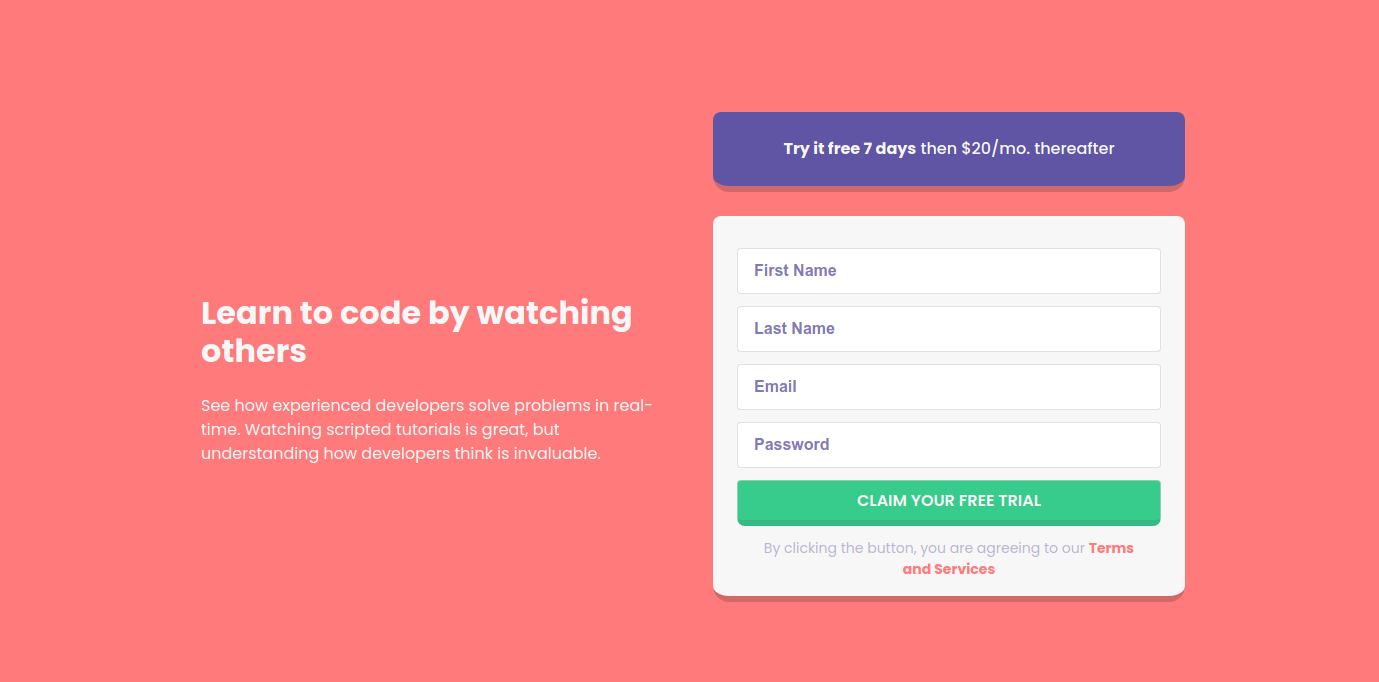 Learn to code by watching
others
See how experienced developers solve problems in real-
time. Watching scripted tutorials is great, but
understanding how developers think is invaluable.
Try it free 7 days then $20/mo. thereafter
First Name
Last Name
Email
Password
CLAIM YOUR FREE TRIAL
By clicking the button, you are agreeing to our Terms
and Services